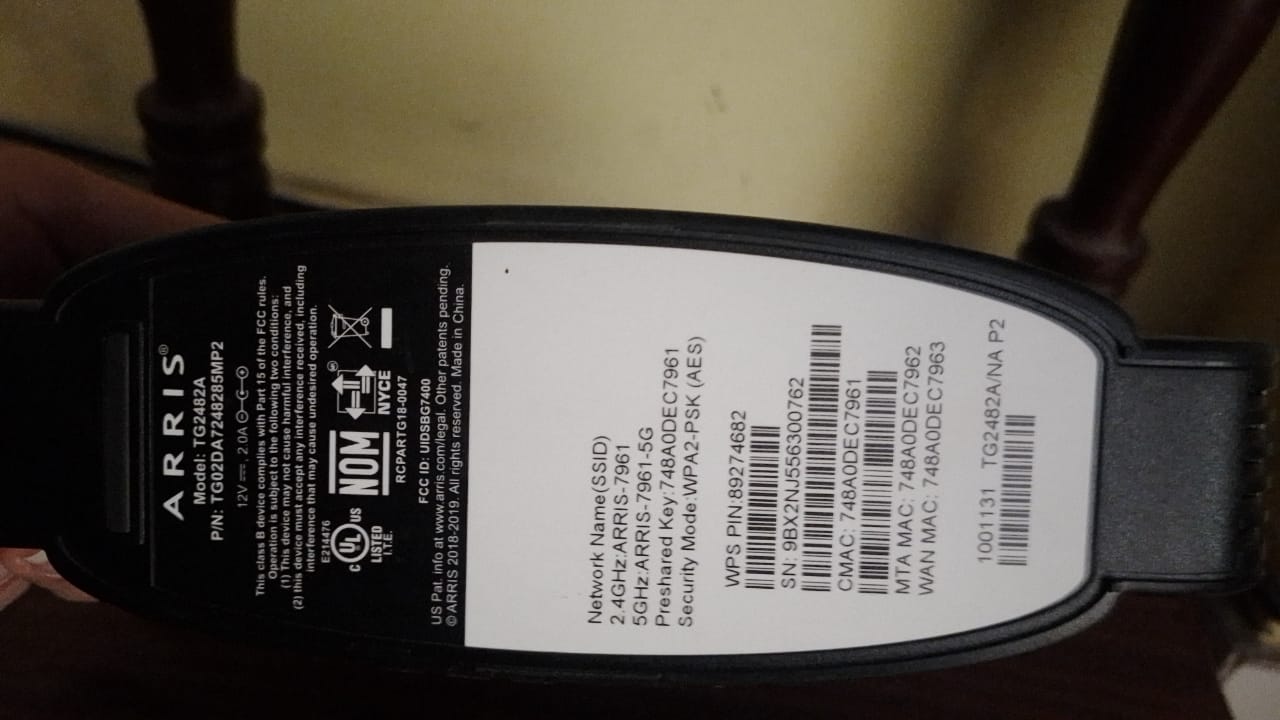 ARRIS®
Model: TG2482A
P/N: TG02DA7248285MP2
12V⎓, 2.0A
This class B device complies with Part 15 of the FCC rules.
Operation is subject to the following two conditions:
(1) This device may not cause harmful interference, and
(2) this device must accept any interference received, including
interference that may cause undesired operation.
E214476
C UL US
LISTED
I.T.E.
NOM
NYCE
RCPARTG18-0047
FCC ID: UIDSBG7400
US Pat. info at www.arris.com/legal. Other patents pending.
© ARRIS 2018-2019. All rights reserved. Made in China.
Network Name(SSID)
2.4GHz:ARRIS-7961
5GHz:ARRIS-7961-5G
Preshared Key:748A0DEC7961
Security Mode:WPA2-PSK (AES)
WPS PIN:89274682
SN: 9BX2NJ556300762
CMAC: 748A0DEC7961
MTA MAC: 748A0DEC7962
WAN MAC: 748A0DEC7963
1001131 TG2482A/NA P2